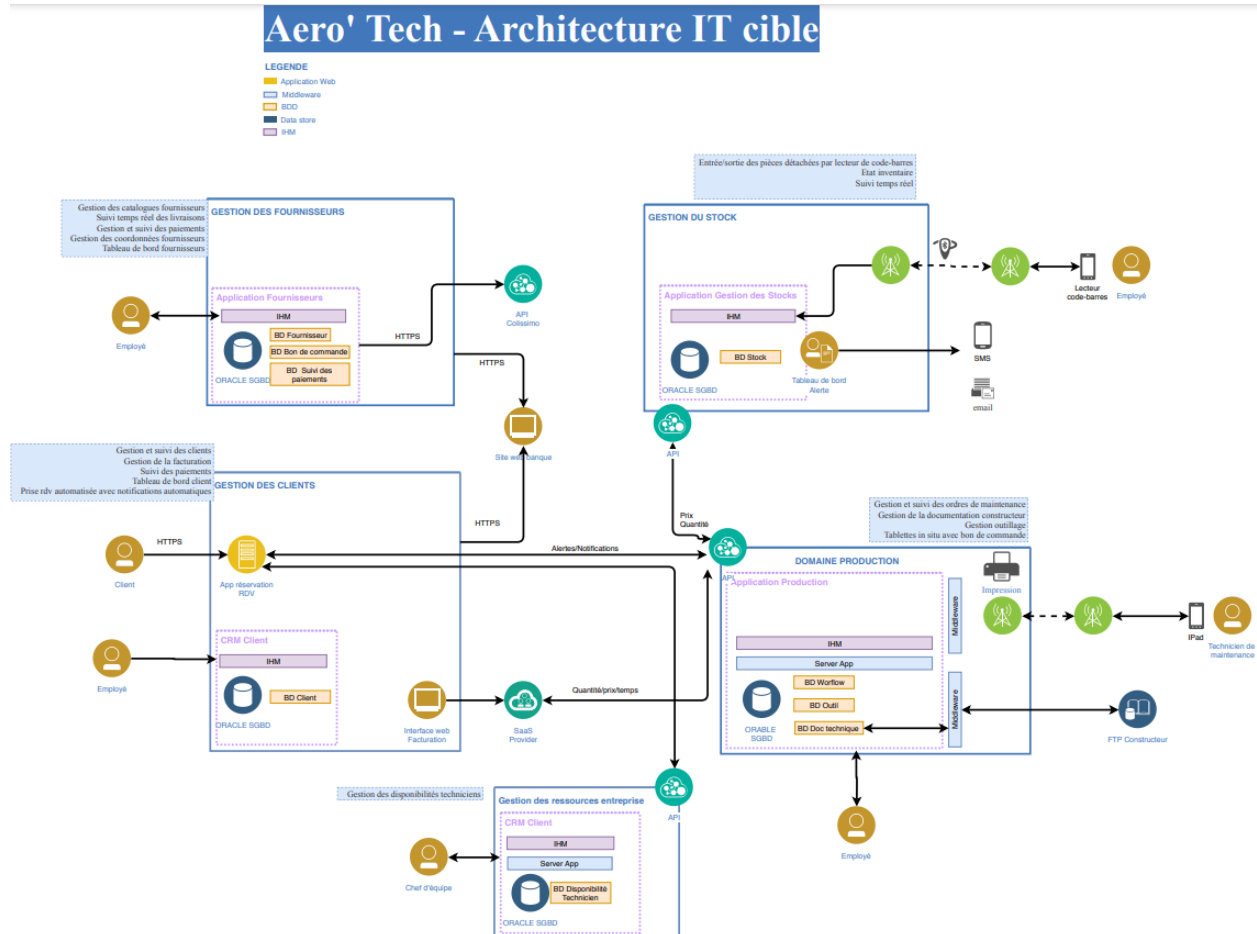 Aero' Tech - Architecture IT cible
LEGENDE
Application Web
Middleware
BDD
Data store
IHM
Gestion des catalogues fournisseurs
Suivi temps réel des livraisons
Gestion et suivi des paiements
Gestion des coordonnées fournisseurs
Tableau de bord fournisseurs
GESTION DES FOURNISSEURS
Application Fournisseurs
IHM
BD Fournisseur
BD Bon de commande
BD Suivi des
paiements
ORACLE SGBD
Employé
HTTPS
API
Colissimo
HTTPS
Site web banque
Entrée/sortie des pièces détachées par lecteur de code-barres
Etat inventaire
Suivi temps réel
GESTION DU STOCK
Application Gestion des Stocks
IHM
BD Stock
ORACLE SGBD
Tableau de bord
Alerte
Lecteur
code-barres
Employé
SMS
email
API
Prix
Quantité
Gestion et suivi des clients
Gestion de la facturation
Suivi des paiements
Tableau de bord client
Prise rdv automatisée avec notifications automatiques
GESTION DES CLIENTS
HTTPS
HTTPS
Client
App réservation
RDV
Alertes/Notifications
CRM Client
IHM
BD Client
ORACLE SGBD
Employé
Interface web
Facturation
SaaS
Provider
Quantité/prix/temps
Gestion et suivi des ordres de maintenance
Gestion de la documentation constructeur
Gestion outillage
Tablettes in situ avec bon de commande
DOMAINE PRODUCTION
API
Application Production
IHM
Server App
BD Worflow
BD Outil
BD Doc technique
ORABLE
SGBD
Middleware
Middleware
Impression
IPad
Technicien de
maintenance
FTP Constructeur
Employé
Gestion des disponibilités techniciens
Gestion des ressources entreprise
API
CRM Client
IHM
Server App
BD Disponibilité
Technicien
ORACLE SGBD
Chef d'équipe